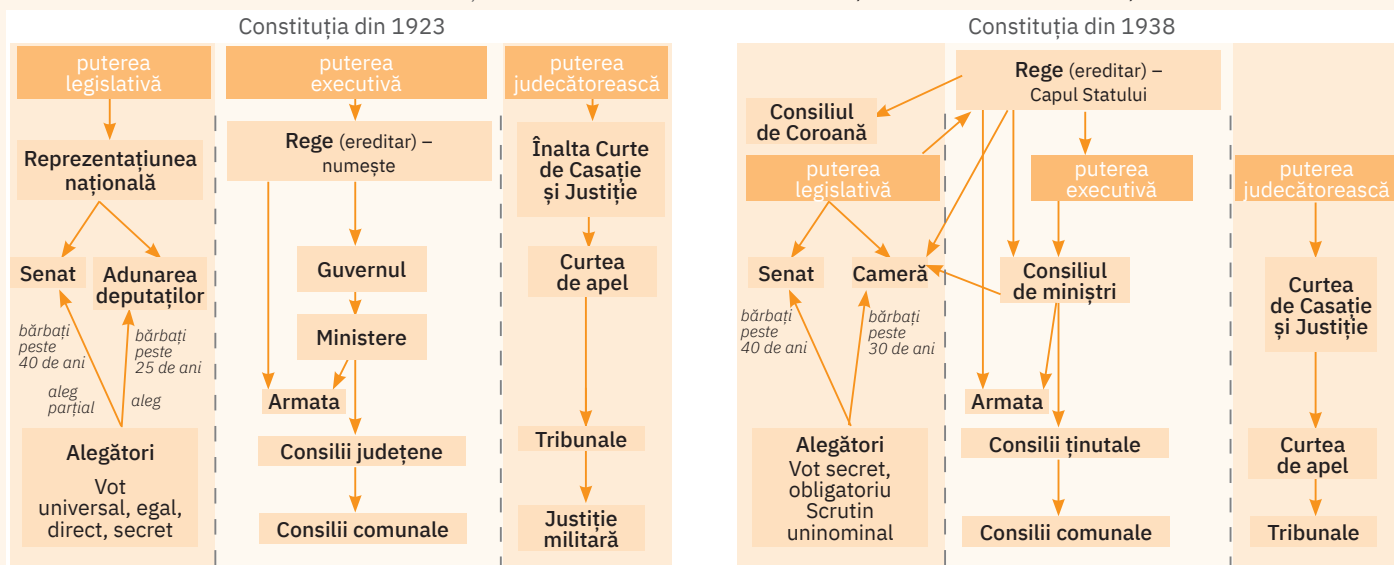 Constituția din 1923
puterea
legislativă
Reprezentațiunea
națională
Senat
Adunarea
deputaților
bărbați
peste
40 de ani
bărbați
peste
25 de ani
aleg
parțial
aleg
Alegători
Vot
universal, egal,
direct, secret
puterea
executivă
Rege (ereditar) –
numește
Guvernul
Ministere
Armata
Consilii județene
Consilii comunale
puterea
judecătorească
Înalta Curte
de Casație
și Justiție
Curtea
de apel
Tribunale
Justiție
militară
Constituția din 1938
Rege (ereditar) –
Capul Statului
Consiliul
de Coroană
puterea
legislativă
Senat
Cameră
bărbați
peste
40 de ani
bărbați
peste
30 de ani
Alegători
Vot secret,
obligatoriu
Scrutin
uninominal
puterea
executivă
Consiliul
de miniștri
Armata
Consilii ținutale
Consilii comunale
puterea
judecătorească
Curtea
de Casație
și Justiție
Curtea
de apel
Tribunale